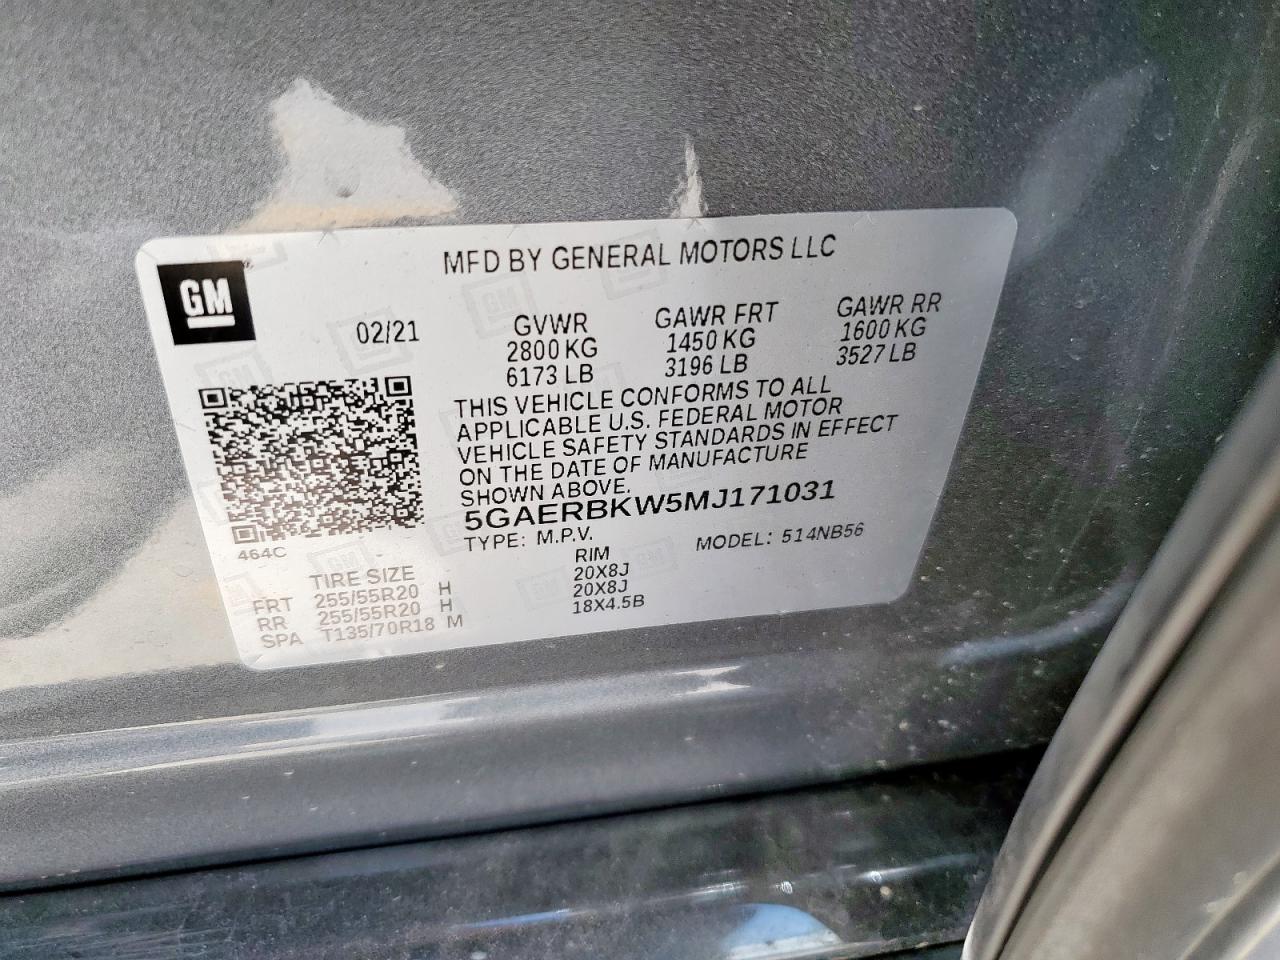 MFD BY GENERAL MOTORS LLC
GM
02/21
GVWR GAWR FRT GAWR RR
2800 KG 1450 KG 1600 KG
6173 LB 3196 LB 3527 LB
THIS VEHICLE CONFORMS TO ALL
APPLICABLE U.S. FEDERAL MOTOR
VEHICLE SAFETY STANDARDS IN EFFECT
ON THE DATE OF MANUFACTURE
SHOWN ABOVE.
5GAERBKW5MJ171031
TYPE: M.P.V. MODEL: 514NB56
464C
TIRE SIZE RIM
FRT 255/55R20 H 20X8J
RR 255/55R20 H 20X8J
SPA T135/70R18 M 18X4.5B